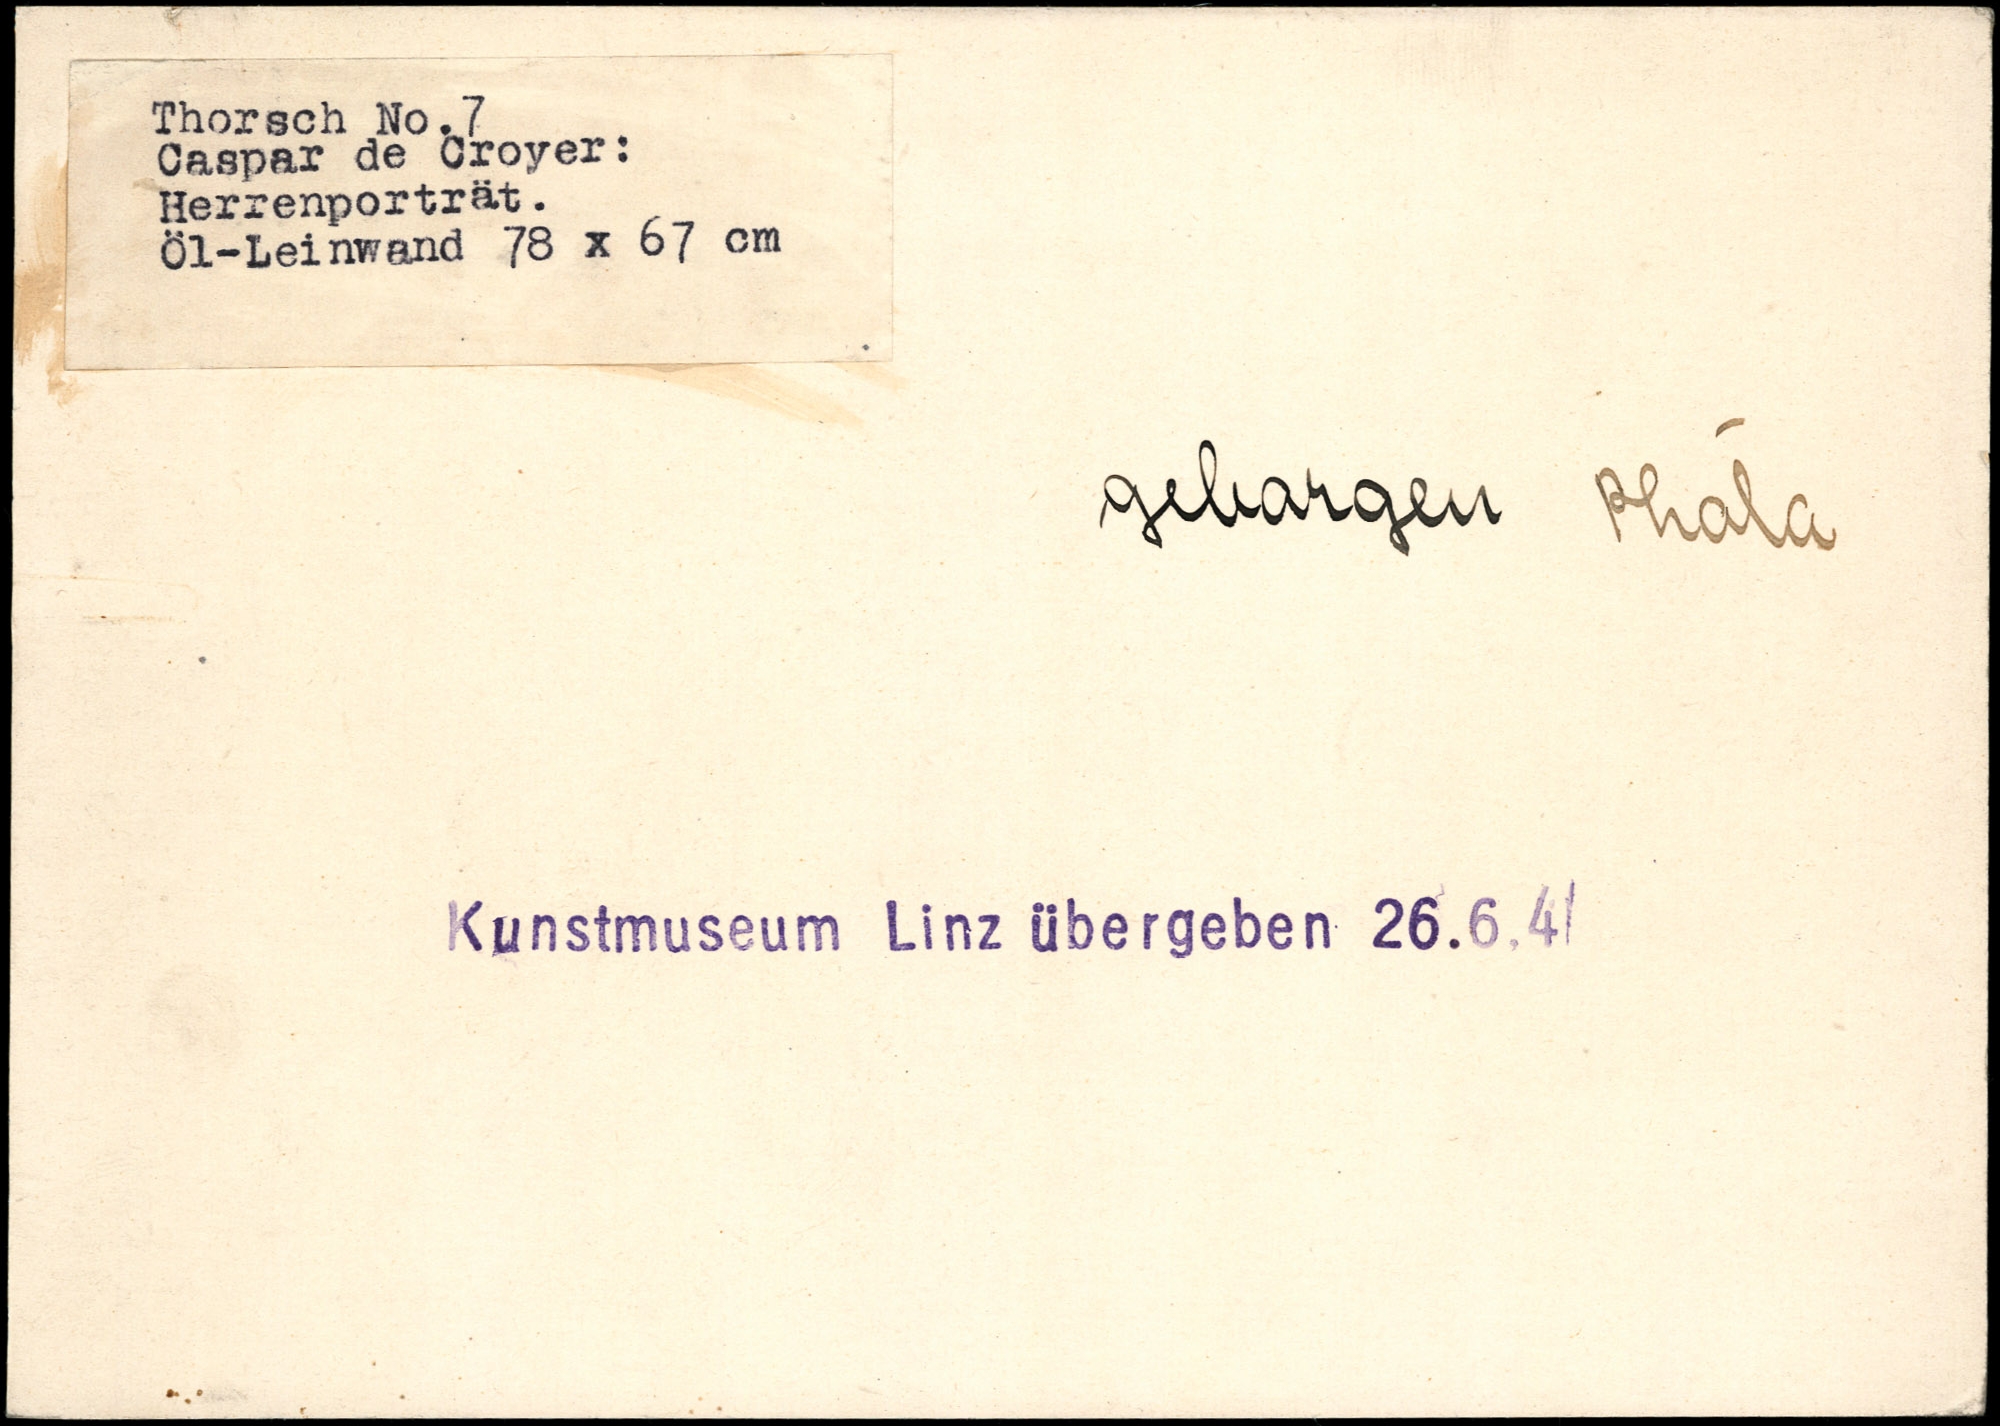 Thorsch No.7
Caspar de Croyer:
Herrenporträt.
Öl-Leinwand 78 x 67 cm
gebargen Phála
Kunstmuseum Linz übergeben 26.6.41